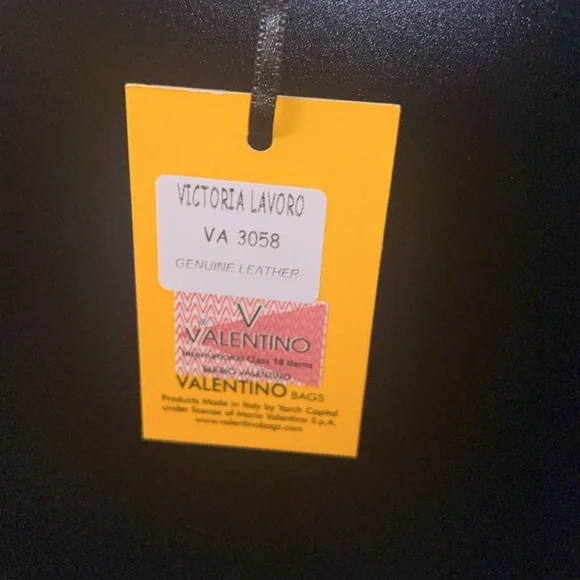 VICTORIA LAVORO
VA 3058
GENUINE LEATHER
V
® VALENTINO
International Class 18 Items
MARIO VALENTINO
VALENTINO BAGS
Products Made in Italy by Yarch Capital
under license of Mario Valentino S.p.A.
www.valentinobags.com